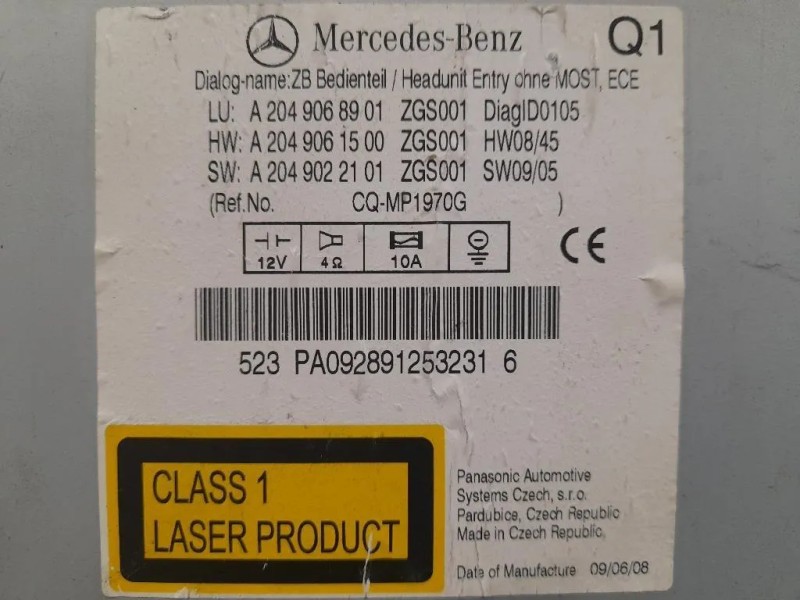 Mercedes-Benz Q1
Dialog-name:ZB Bedienteil / Headunit Entry ohne MOST, ECE
LU: A 204 906 89 01 ZGS001 DiagID0105
HW: A 204 906 15 00 ZGS001 HW08/45
SW: A 204 902 21 01 ZGS001 SW09/05
(Ref.No. CQ-MP1970G )
12V 4Ω 10A
CE
523 PA092891253231 6
CLASS 1
LASER PRODUCT
Panasonic Automotive
Systems Czech, s.r.o.
Pardubice, Czech Republic
Made in Czech Republic,
Date of Manufacture 09/06/08